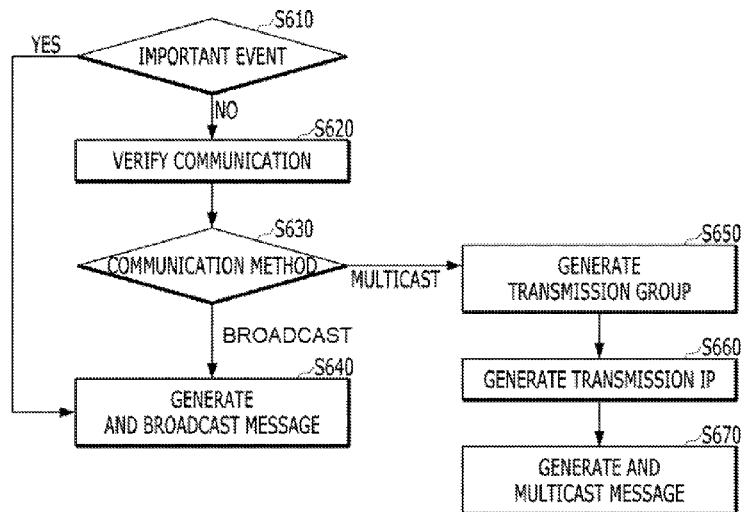 S610
YES
IMPORTANT EVENT
NO
S620
VERIFY COMMUNICATION
S630
COMMUNICATION METHOD
MULTICAST
BROADCAST
S640
GENERATE
AND BROADCAST MESSAGE
S650
GENERATE
TRANSMISSION GROUP
S660
GENERATE TRANSMISSION IP
S670
GENERATE AND
MULTICAST MESSAGE